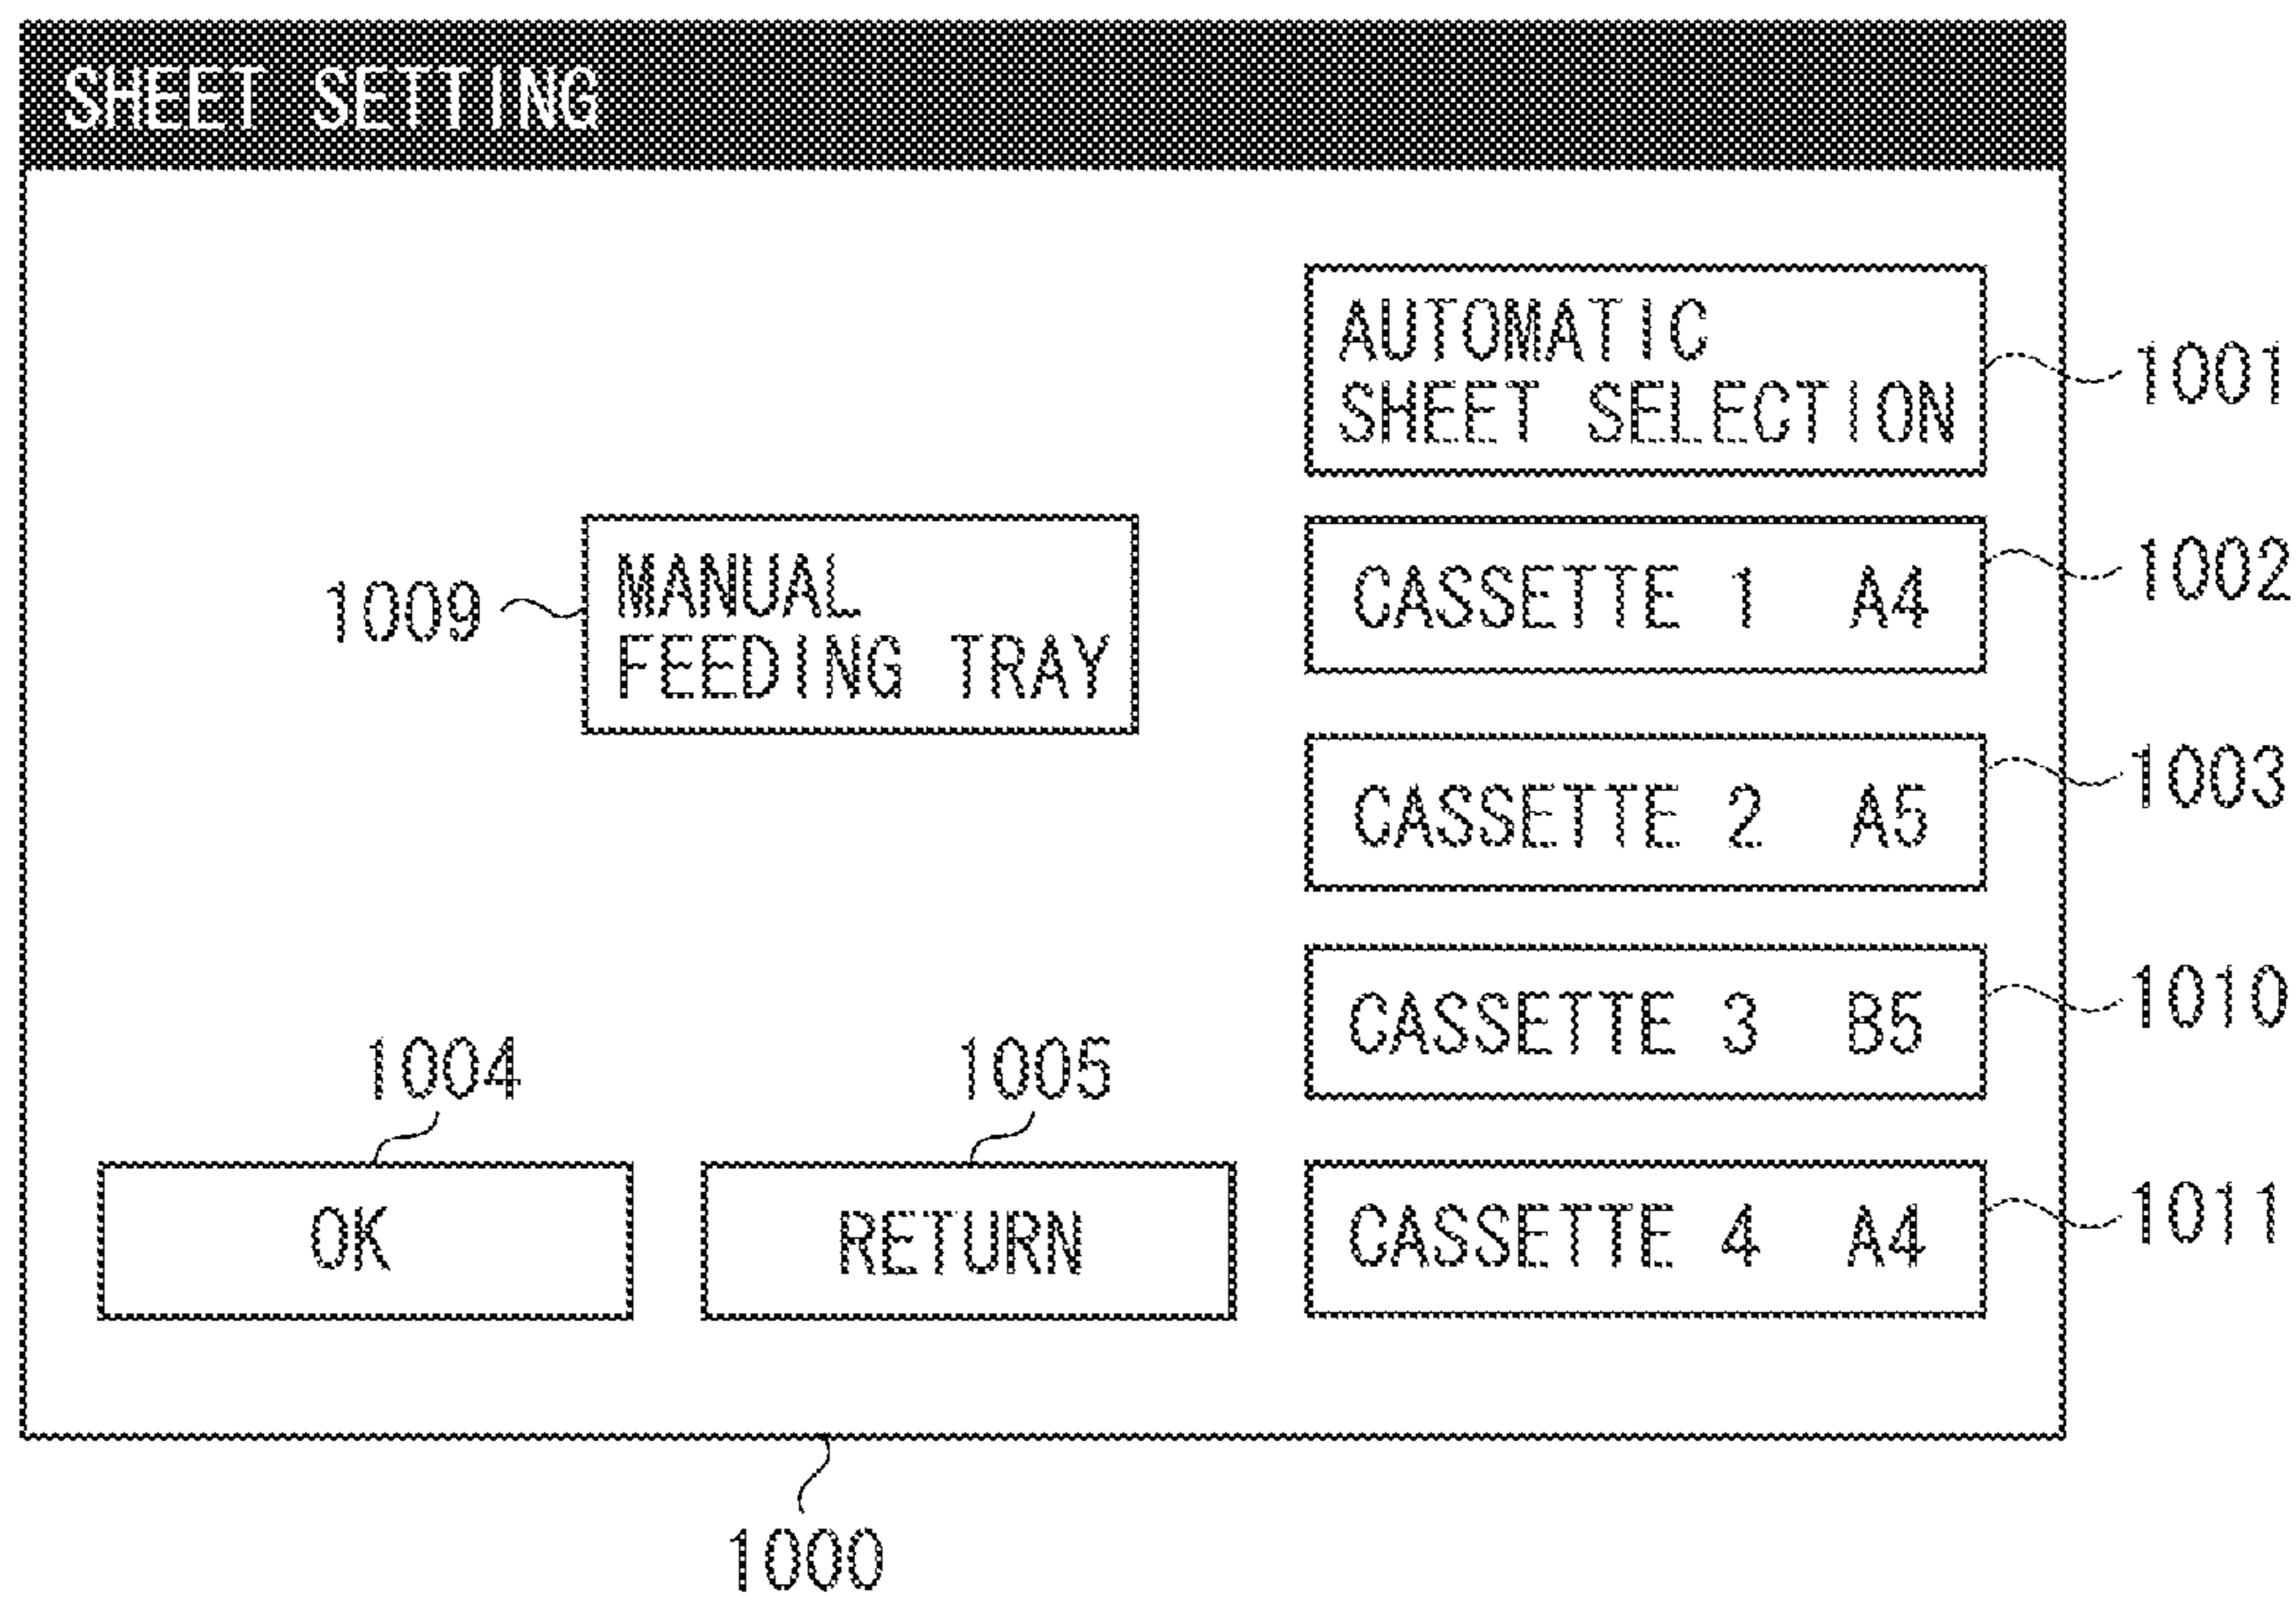 SHEET SETTING
AUTOMATIC
SHEET SELECTION
1001
CASSETTE 1 A4
1002
1009
MANUAL
FEEDING TRAY
CASSETTE 2 A5
1003
CASSETTE 3 B5
1010
1004
1005
OK
RETURN
CASSETTE 4 A4
1011
1000